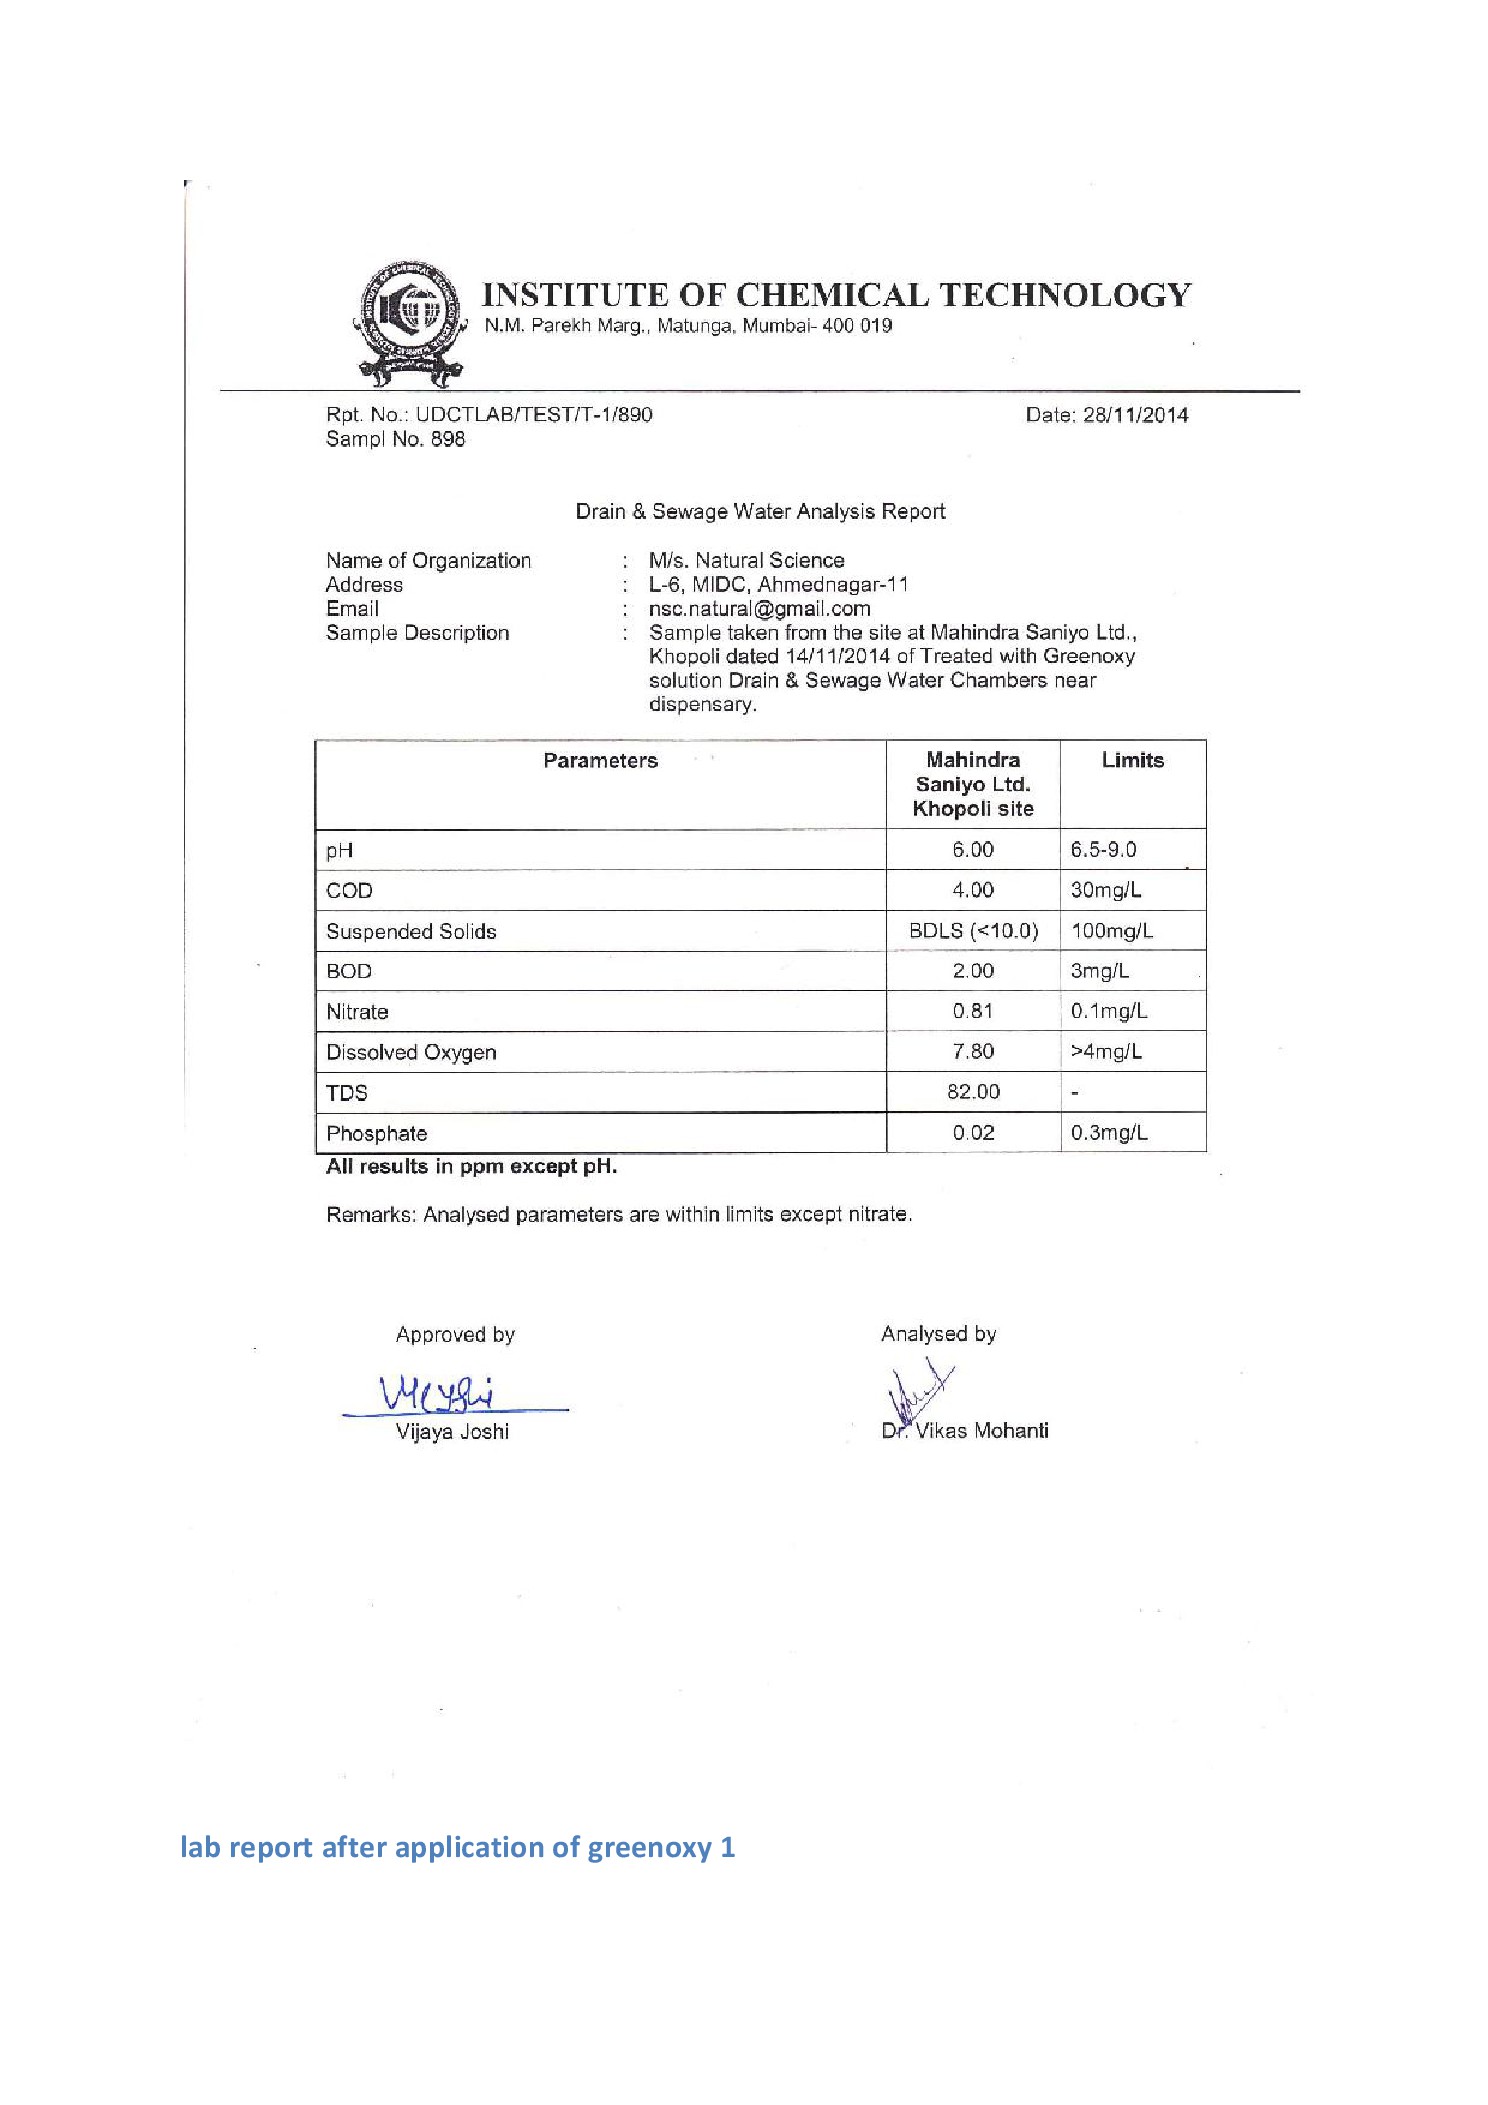 INSTITUTE OF CHEMICAL TECHNOLOGY
N.M. Parekh Marg., Matunga, Mumbai- 400 019
Rpt. No.: UDCTLAB/TEST/T-1/890 Date: 28/11/2014
Sampl No. 898
Drain & Sewage Water Analysis Report
Name of Organization : M/s. Natural Science
Address : L-6, MIDC, Ahmednagar-11
Email : nsc.natural@gmail.com
Sample Description : Sample taken from the site at Mahindra Saniyo Ltd.,
Khopoli dated 14/11/2014 of Treated with Greenoxy
solution Drain & Sewage Water Chambers near
dispensary.
Parameters Mahindra Limits
Saniyo Ltd.
Khopoli site
pH 6.00 6.5-9.0
COD 4.00 30mg/L
Suspended Solids BDLS (<10.0) 100mg/L
BOD 2.00 3mg/L
Nitrate 0.81 0.1mg/L
Dissolved Oxygen 7.80 >4mg/L
TDS 82.00 -
Phosphate 0.02 0.3mg/L
All results in ppm except pH.
Remarks: Analysed parameters are within limits except nitrate.
Approved by Analysed by
Vijaya Joshi Dr. Vikas Mohanti
lab report after application of greenoxy 1